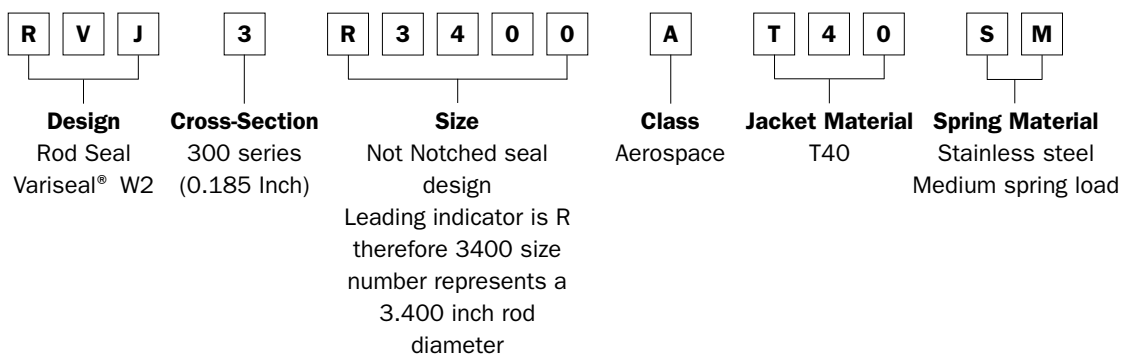 R V J 3 R 3 4 0 0 A T 4 0 S M
Design Cross-Section Size Class Jacket Material Spring Material
Rod Seal 300 series Not Notched seal Aerospace T40 Stainless steel
Variseal® W2 (0.185 Inch) design Medium spring load
Leading indicator is R
therefore 3400 size
number represents a
3.400 inch rod
diameter